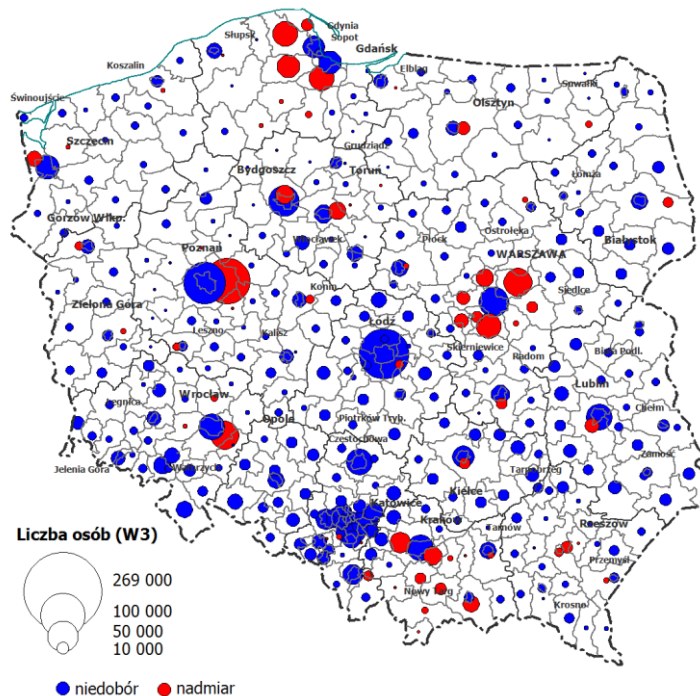 Gdynia
Słupsk
Sopot
Gdańsk
Koszalin
Elbląg
Suwałki
Świnoujście
Olsztyn
Szczecin
Grudziądz
Bydgoszcz
Toruń
Łomża
Gorzów Wlkp.
Ostrołęka
Włocławek
Płock
Białystok
Poznań
WARSZAWA
Konin
Siedlce
Zielona Góra
Łódź
Leszno
Kalisz
Skierniewice
Radom
Biała Podl.
Lublin
Wrocław
Legnica
Opole
Piotrków Tryb.
Chełm
Częstochowa
Zamość
Jelenia Góra
Wałbrzych
Tarnobrzeg
Kielce
Katowice
Kraków
Rzeszów
Tarnów
Liczba osób (W3)
Przemyśl
269 000
Nowy Targ
Krosno
100 000
50 000
10 000
niedobór
nadmiar